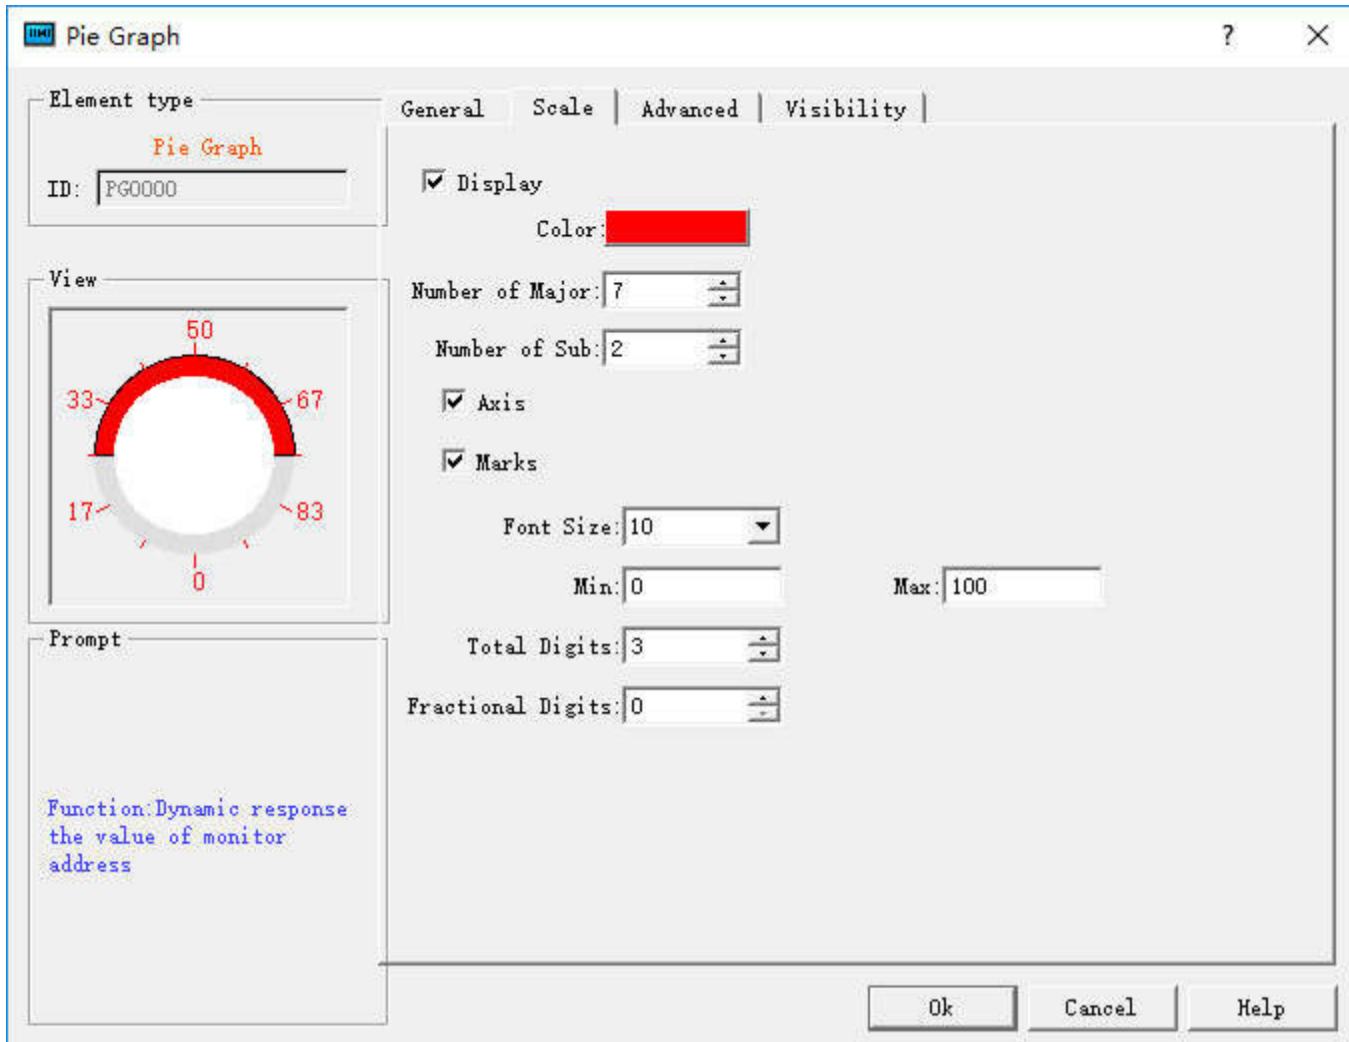 Pie Graph
?
Element type
Pie Graph
ID: PG0000
General Scale Advanced Visibility
Display
Color:
Number of Major: 7
Number of Sub: 2
Axis
Marks
Font Size: 10
Min: 0 Max: 100
Total Digits: 3
Fractional Digits: 0
View
50
33 67
17 83
0
Prompt
Function:Dynamic response
the value of monitor
address
Ok Cancel Help